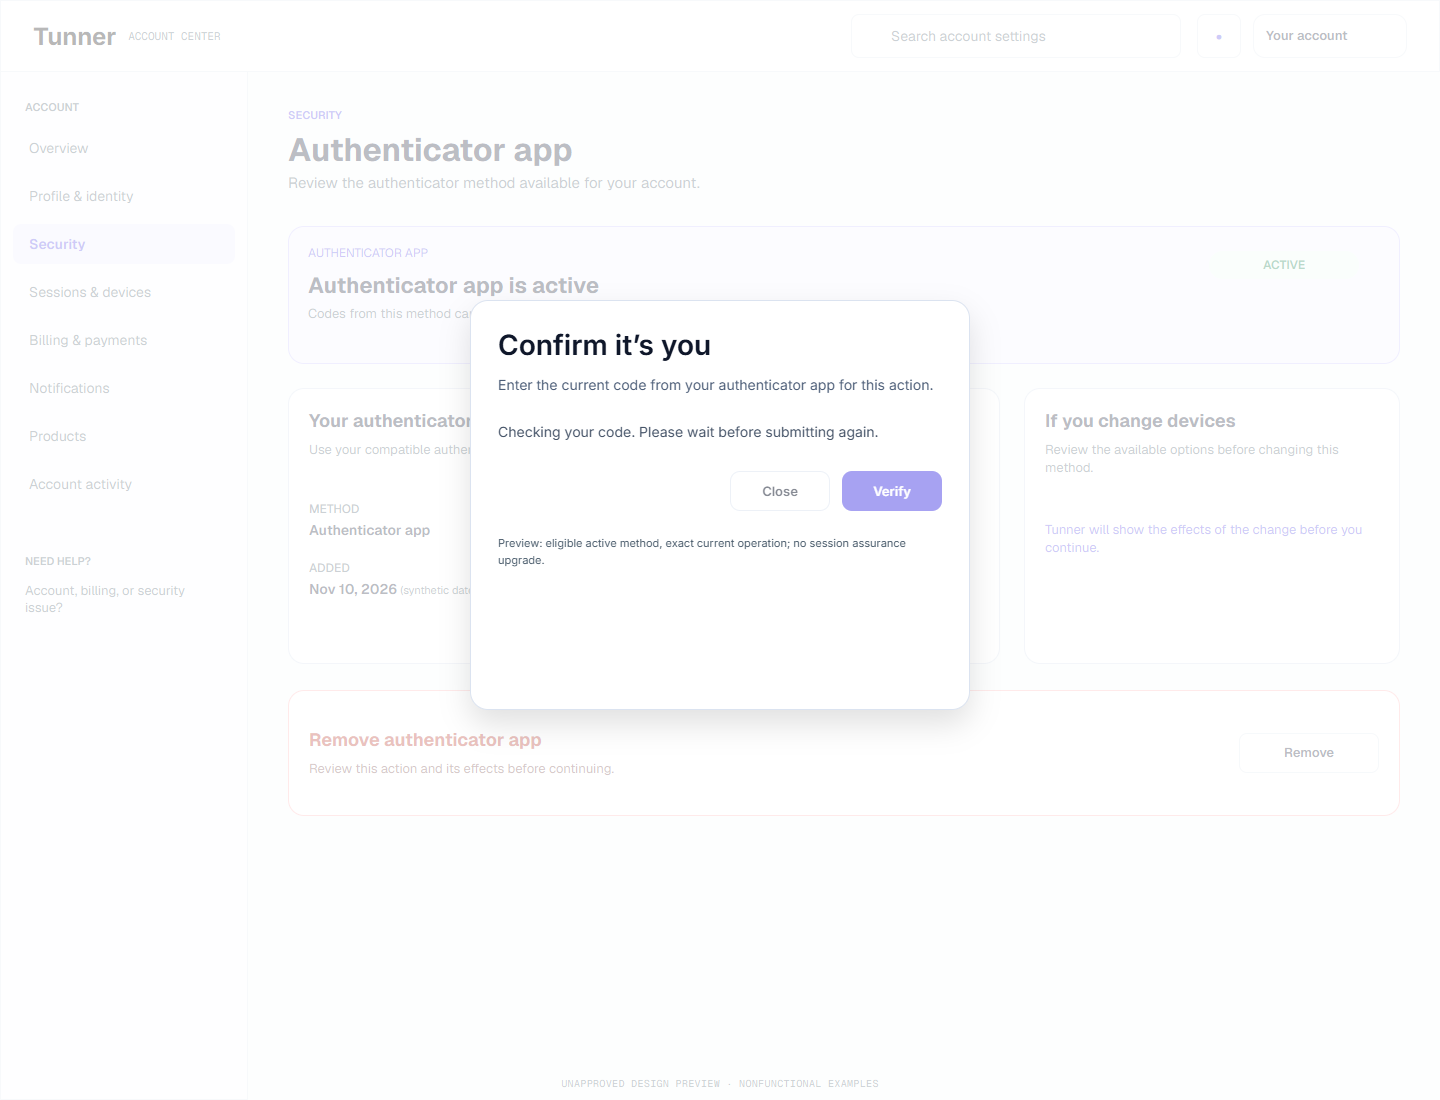 Tunner ACCOUNT CENTER
Search account settings
Your account
ACCOUNT
Overview
Profile & identity
Security
Sessions & devices
Billing & payments
Notifications
Products
Account activity
NEED HELP?
Account, billing, or security
issue?
SECURITY
Authenticator app
Review the authenticator method available for your account.
AUTHENTICATOR APP
Authenticator app is active
Codes from this method
ACTIVE
Your authenticator
Use your compatible
METHOD
Authenticator app
ADDED
Nov 10, 2026 (synthetic
If you change devices
Review the available options before changing this
method.
Tunner will show the effects of the change before you
continue.
Remove authenticator app
Review this action and its effects before continuing.
Remove
Confirm it’s you
Enter the current code from your authenticator app for this action.
Checking your code. Please wait before submitting again.
Close
Verify
Preview: eligible active method, exact current operation; no session assurance
upgrade.
UNAPPROVED DESIGN PREVIEW - NONFUNCTIONAL EXAMPLES